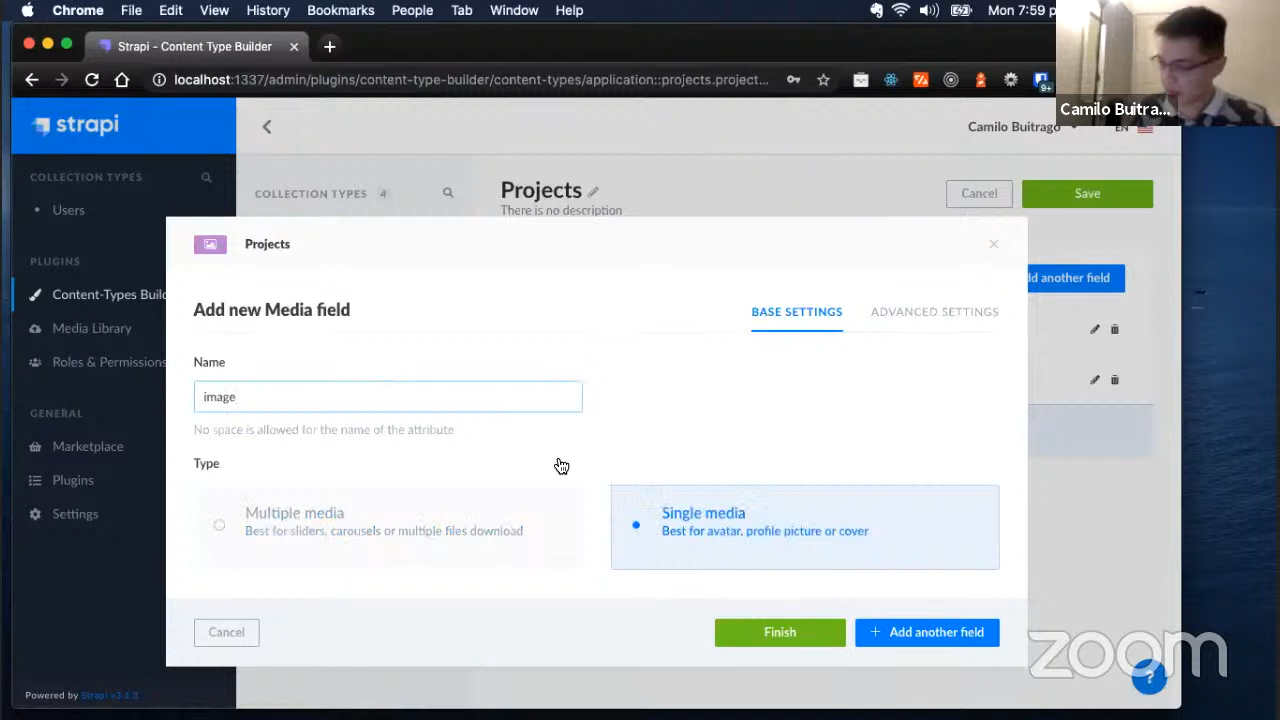 Chrome File Edit View History Bookmarks People Tab Window Help
Mon 7:59 p
Strapi - Content Type Builder
localhost:1337/admin/plugins/content-type-builder/content-types/application::projects.project...
9+
Camilo Buitra...
strapi
Camilo Buitrago
EN
COLLECTION TYPES
Users
PLUGINS
Content-Types Buil
Media Library
Roles & Permissions
GENERAL
Marketplace
Plugins
Settings
Powered by Strapi
COLLECTION TYPES 4
Projects
There is no description
Cancel
Save
dd another field
Projects
Add new Media field
BASE SETTINGS
ADVANCED SETTINGS
Name
image
No space is allowed for the name of the attribute
Type
Multiple media
Best for sliders, carousels or multiple files download
Single media
Best for avatar, profile picture or cover
Cancel
Finish
+ Add another field
zoom
?